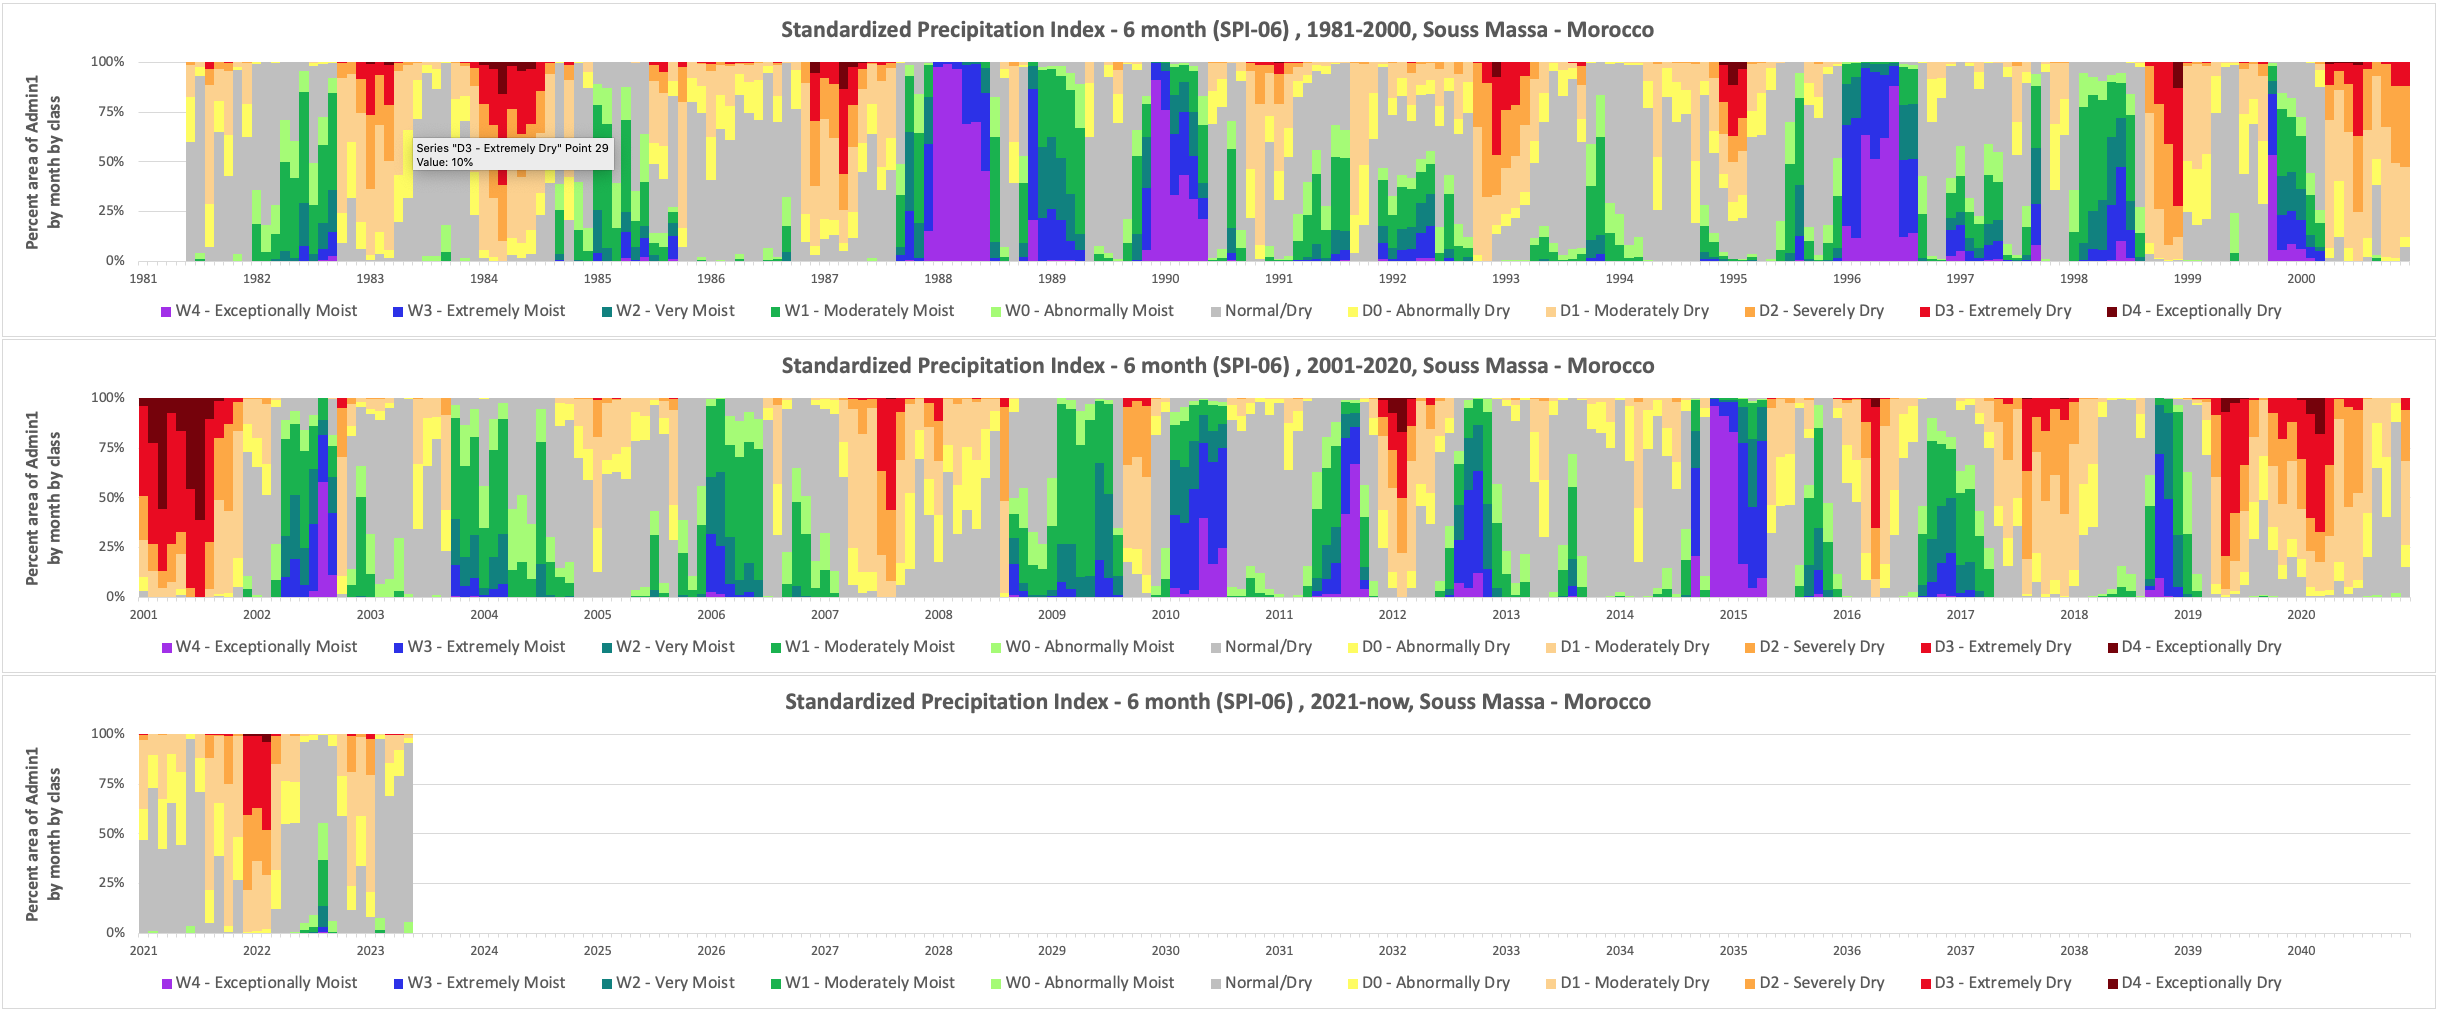 Standardized Precipitation Index - 6 month (SPI-06) , 1981-2000, Souss Massa - Morocco
Percent area of Admin1
by month by class
100%
75%
50%
25%
0%
Series "D3 - Extremely Dry" Point 29
Value: 10%
1981 1982 1983 1984 1985 1986 1987 1988 1989 1990 1991 1992 1993 1994 1995 1996 1997 1998 1999 2000
W4 - Exceptionally Moist W3 - Extremely Moist W2 - Very Moist W1 - Moderately Moist W0 - Abnormally Moist Normal/Dry D0 - Abnormally Dry D1 - Moderately Dry D2 - Severely Dry D3 - Extremely Dry D4 - Exceptionally Dry
Standardized Precipitation Index - 6 month (SPI-06) , 2001-2020, Souss Massa - Morocco
Percent area of Admin1
by month by class
100%
75%
50%
25%
0%
2001 2002 2003 2004 2005 2006 2007 2008 2009 2010 2011 2012 2013 2014 2015 2016 2017 2018 2019 2020
W4 - Exceptionally Moist W3 - Extremely Moist W2 - Very Moist W1 - Moderately Moist W0 - Abnormally Moist Normal/Dry D0 - Abnormally Dry D1 - Moderately Dry D2 - Severely Dry D3 - Extremely Dry D4 - Exceptionally Dry
Standardized Precipitation Index - 6 month (SPI-06) , 2021-now, Souss Massa - Morocco
Percent area of Admin1
by month by class
100%
75%
50%
25%
0%
2021 2022 2023 2024 2025 2026 2027 2028 2029 2030 2031 2032 2033 2034 2035 2036 2037 2038 2039 2040
W4 - Exceptionally Moist W3 - Extremely Moist W2 - Very Moist W1 - Moderately Moist W0 - Abnormally Moist Normal/Dry D0 - Abnormally Dry D1 - Moderately Dry D2 - Severely Dry D3 - Extremely Dry D4 - Exceptionally Dry